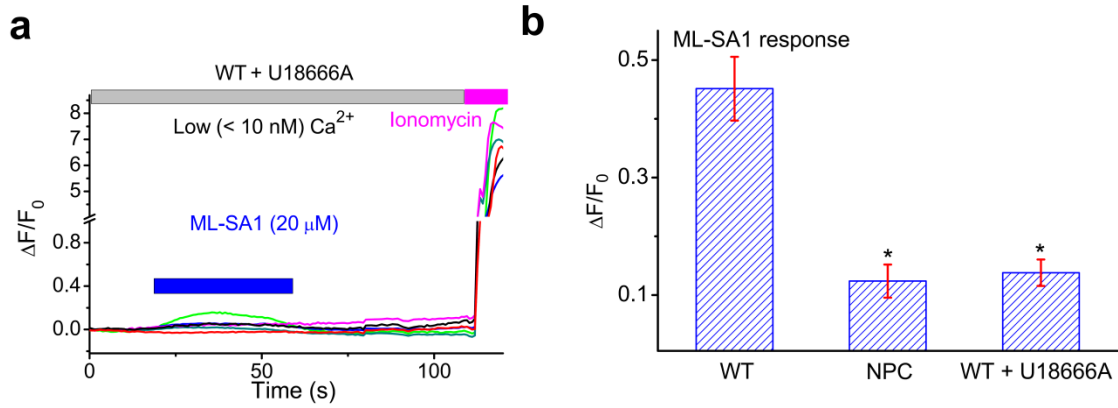 a
WT + U18666A
Low (< 10 nM) Ca²⁺
Ionomycin
ML-SA1 (20 μM)
ΔF/F₀
8
7
6
5
0.8
0.4
0.0
0
50
100
Time (s)
b
ML-SA1 response
ΔF/F₀
0.5
0.3
0.1
*
*
WT
NPC
WT + U18666A